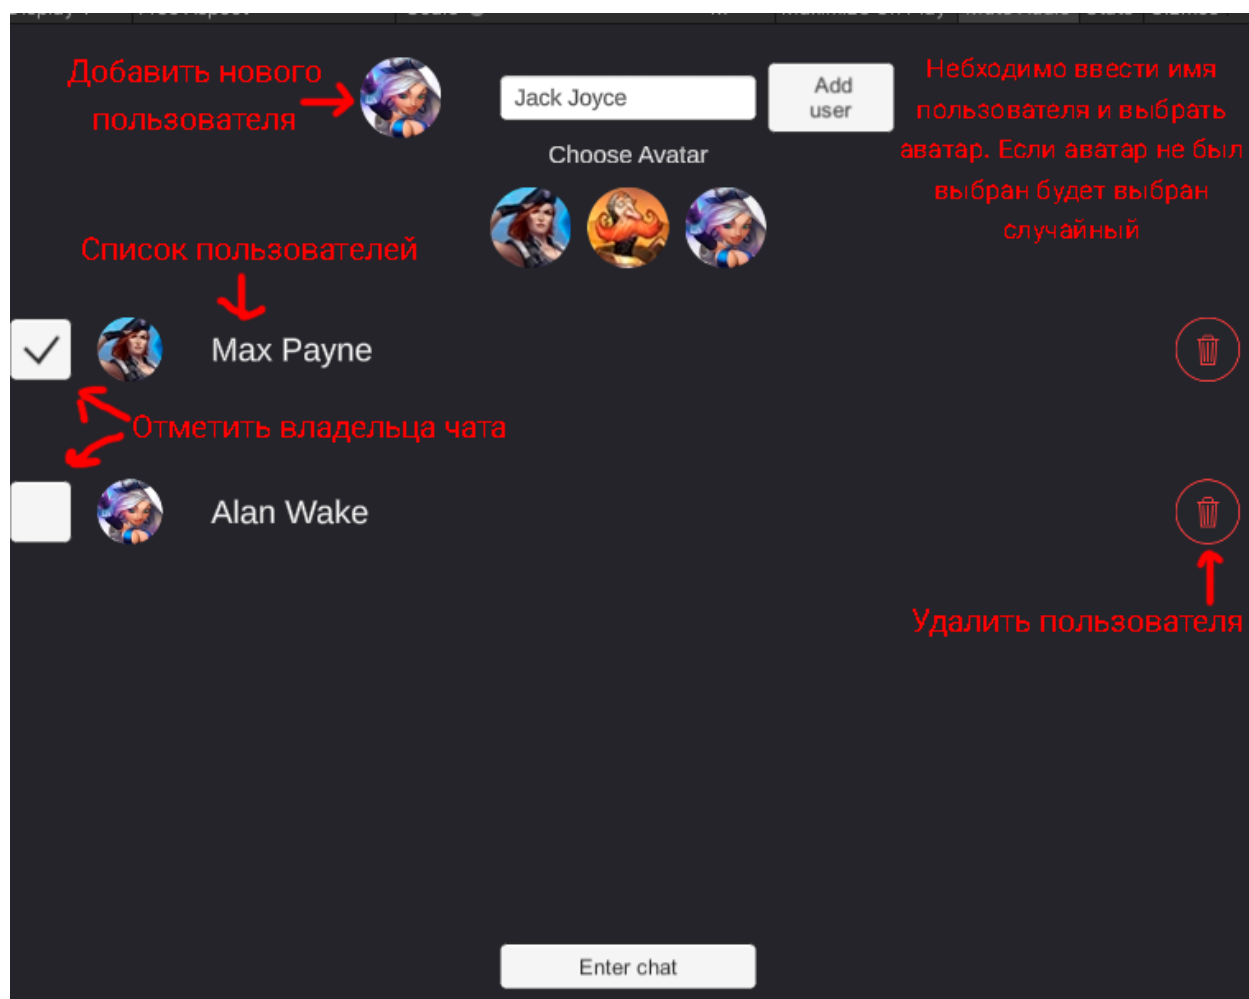 Добавить нового
пользователя
Jack Joyce
Add
user
Небходимо ввести имя
пользователя и выбрать
аватар. Если аватар не был
выбран будет выбран
случайный
Choose Avatar
Список пользователей
Max Payne
Отметить владельца чата
Alan Wake
Удалить пользователя
Enter chat